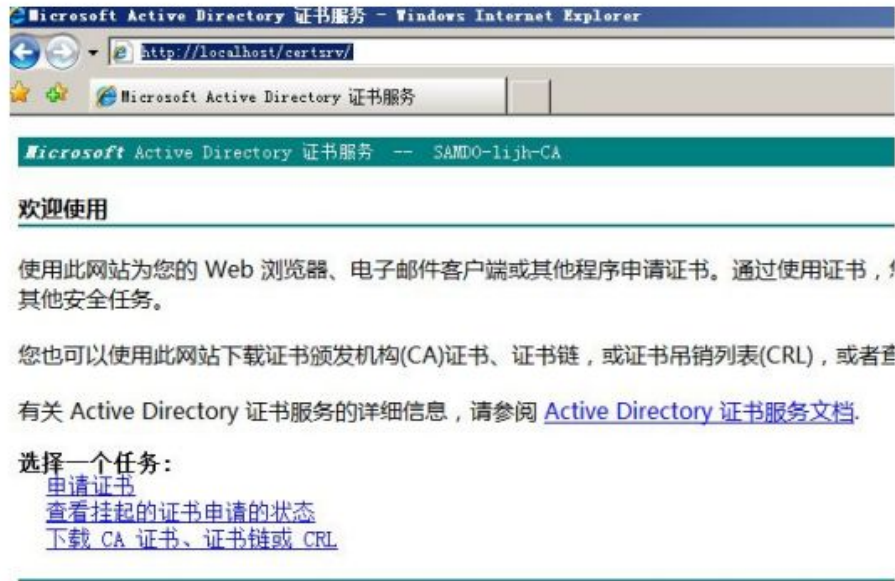 Microsoft Active Directory 证书服务 - Windows Internet Explorer
http://localhost/certsrv/
Microsoft Active Directory 证书服务
Microsoft Active Directory 证书服务 -- SAMDO-lijh-CA
欢迎使用
使用此网站为您的 Web 浏览器、电子邮件客户端或其他程序申请证书。通过使用证书，
其他安全任务。
您也可以使用此网站下载证书颁发机构(CA)证书、证书链，或证书吊销列表(CRL)，或者
有关 Active Directory 证书服务的详细信息，请参阅 Active Directory 证书服务文档.
选择一个任务：
申请证书
查看挂起的证书申请的状态
下载 CA 证书、证书链或 CRL